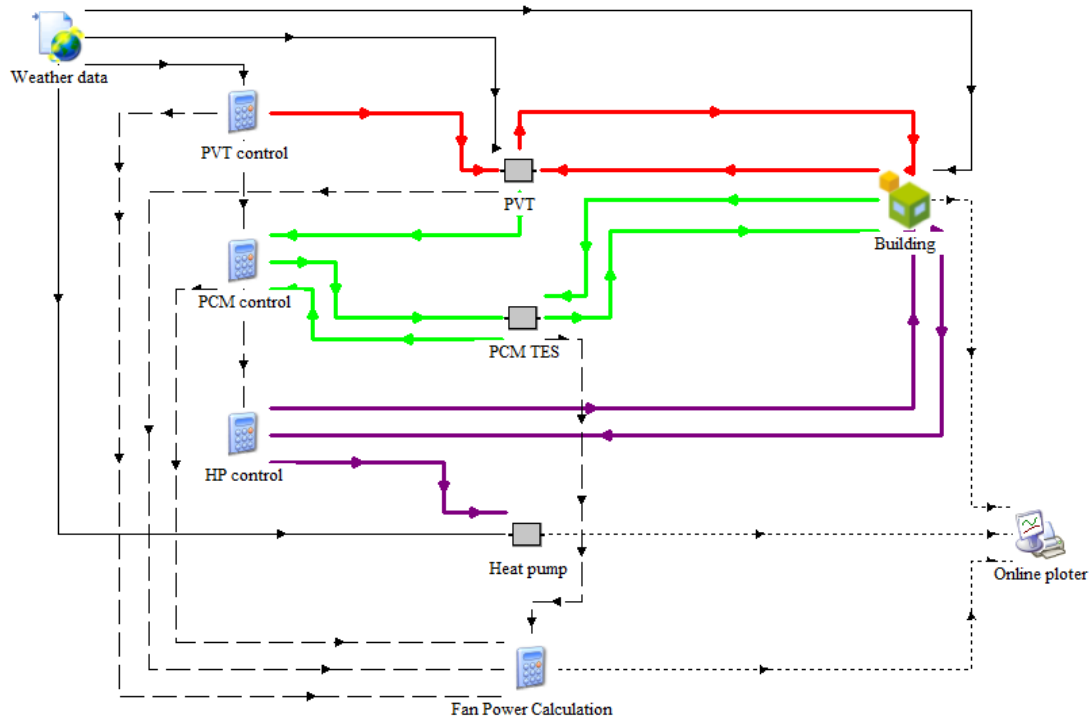 Weather data
PVT control
PVT
Building
PCM control
PCM TES
HP control
Heat pump
Online ploter
Fan Power Calculation